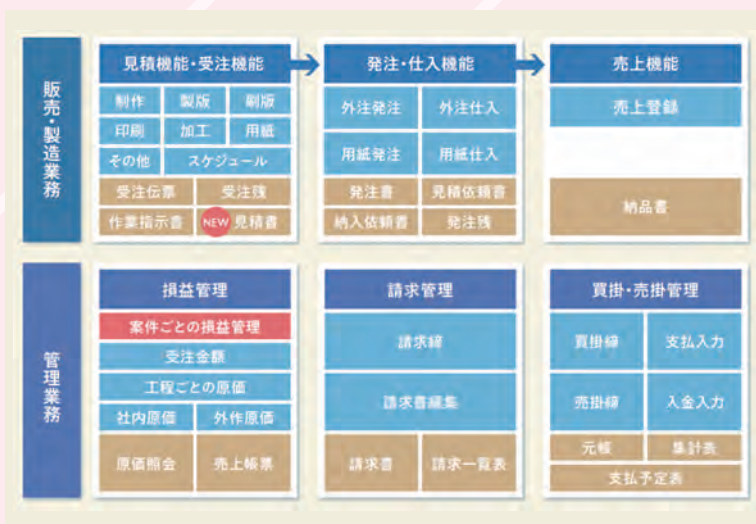 販売・製造業務
見積機能・受注機能
制作 製版 刷版
印刷 加工 用紙
その他 スケジュール
受注伝票 受注残
作業指示書 NEW 見積書
発注・仕入機能
外注発注 外注仕入
用紙発注 用紙仕入
発注書 見積依頼書
納入依頼書 発注残
売上機能
売上登録
納品書
管理業務
損益管理
案件ごとの損益管理
受注金額
工程ごとの原価
社内原価 外作原価
原価照会 売上帳票
請求管理
請求締
請求書編集
請求書 請求一覧表
買掛・売掛管理
買掛締 支払入力
売掛締 入金入力
元帳 集計表
支払予定表